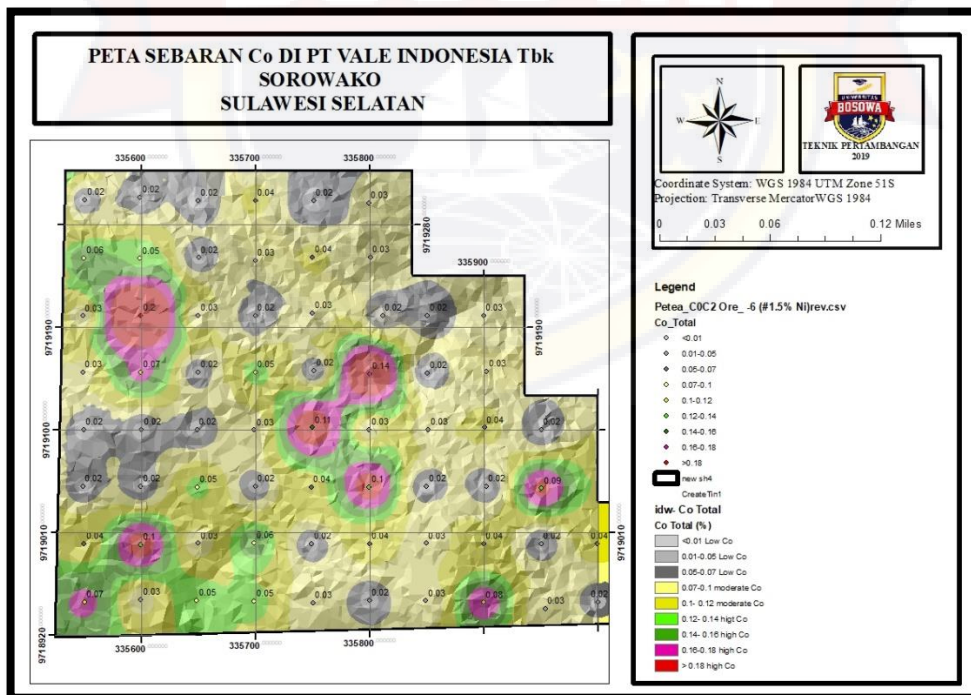 PETA SEBARAN Co DI PT VALE INDONESIA Tbk
SOROWAKO
SULAWESI SELATAN
N
W E
S
UNIVERSITAS
BOSOWA
TEKNIK PERTAMBANGAN
2019
Coordinate System: WGS 1984 UTM Zone 51S
Projection: Transverse MercatorWGS 1984
0 0.03 0.06 0.12 Miles
335600 335700 335800
0.02 0.02 0.02 0.04 0.02 0.03
9719280
0.06 0.05 0.02 0.03 0.04 0.03
335900
0.03 0.2 0.03 0.02 0.03 0.02 0.02 0.03
9719190 9719190
0.03 0.07 0.02 0.05 0.02 0.14 0.02 0.03
9719100
0.02 0.02 0.02 0.03 0.11 0.03 0.03 0.04 0.02
0.02 0.02 0.05 0.04 0.1 0.02 0.02 0.09
9719010 9719010
0.04 0.1 0.03 0.06 0.02 0.04 0.04 0.04 0.02 0.04
0.07 0.03 0.05 0.05 0.03 0.02 0.03 0.08 0.03 0.02
9718920
335600 335700 335800
Legend
Petea_C0C2 Ore_ -6 (#1.5% Ni)rev.csv
Co_Total
<0.01
0.01-0.05
0.05-0.07
0.07-0.1
0.1-0.12
0.12-0.14
0.14-0.16
0.16-0.18
>0.18
new sh4
CreateTin1
idw- Co Total
Co Total (%)
<0.01 Low Co
0.01-0.05 Low Co
0.05-0.07 Low Co
0.07-0.1 moderate Co
0.1- 0.12 moderate Co
0.12- 0.14 higt Co
0.14- 0.16 high Co
0.16-0.18 high Co
> 0.18 high Co